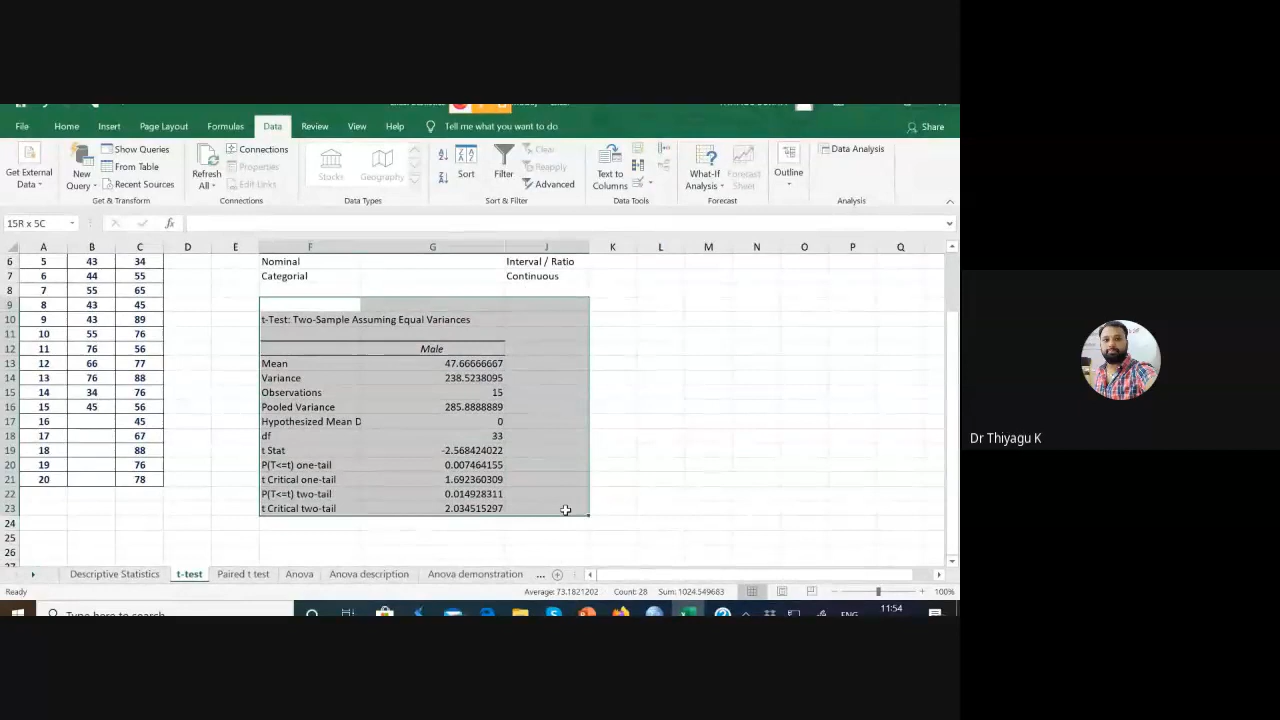 File Home Insert Page Layout Formulas Data Review View Help Tell me what you want to do Share
Get External Data
New Query
Show Queries
From Table
Recent Sources
Get & Transform
Refresh All
Connections
Properties
Edit Links
Connections
Stocks
Geography
Data Types
Sort
Filter
Clear
Reapply
Advanced
Sort & Filter
Text to Columns
Data Tools
What-If Analysis
Forecast Sheet
Forecast
Outline
Data Analysis
Analysis
15R x 5C
fx
A B C D E F G J K L M N O P Q
6 5 43 34 Nominal Interval / Ratio
7 6 44 55 Categorial Continuous
8 7 55 65
9 8 43 45
10 9 43 89 t-Test: Two-Sample Assuming Equal Variances
11 10 55 76
12 11 76 56 Male
13 12 66 77 Mean 47.66666667
14 13 76 88 Variance 238.5238095
15 14 34 76 Observations 15
16 15 45 56 Pooled Variance 285.8888889
17 16 45 Hypothesized Mean D 0
18 17 67 df 33
19 18 88 t Stat -2.568424022
20 19 76 P(T<=t) one-tail 0.007464155
21 20 78 t Critical one-tail 1.692360309
22 P(T<=t) two-tail 0.014928311
23 t Critical two-tail 2.034515297
24
25
26
Descriptive Statistics t-test Paired t test Anova Anova description Anova demonstration ...
Ready Average: 73.1821202 Count: 28 Sum: 1024.549683 100%
Type here to search
ENG 11:54
Dr Thiyagu K